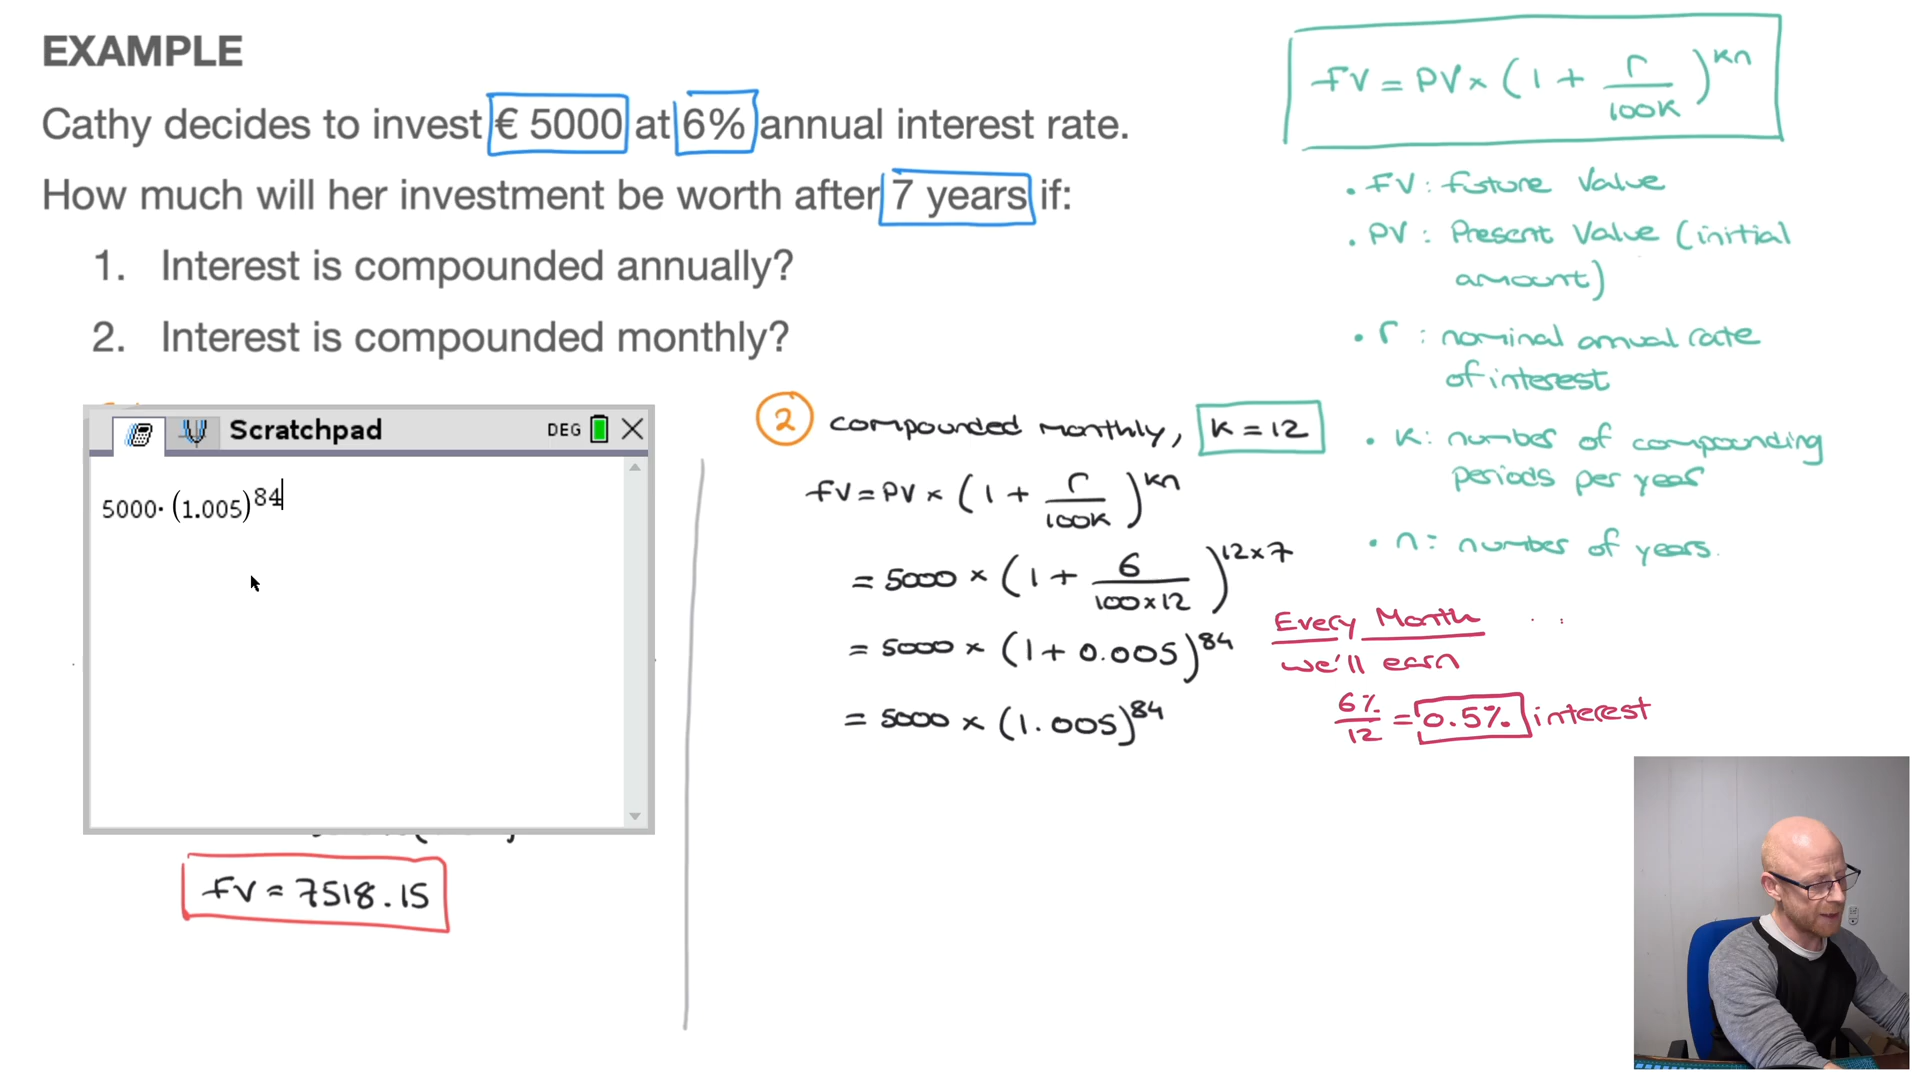 EXAMPLE
Cathy decides to invest € 5000 at 6% annual interest rate.
How much will her investment be worth after 7 years if:
1. Interest is compounded annually?
2. Interest is compounded monthly?
FV = PV × (1 + r/100k)^kn
• FV : Future Value
• PV : Present Value (initial
amount)
• r : nominal annual rate
of interest
• k : number of compounding
periods per year
• n = number of years.
Scratchpad
DEG
5000·(1.005)^84
FV = 7518.15
2 compounded monthly, k = 12
FV = PV × (1 + r/100k)^kn
= 5000 × (1 + 6/100×12)^12×7
= 5000 × (1 + 0.005)^84
= 5000 × (1.005)^84
Every Month
we'll earn
6%/12 = 0.5% interest